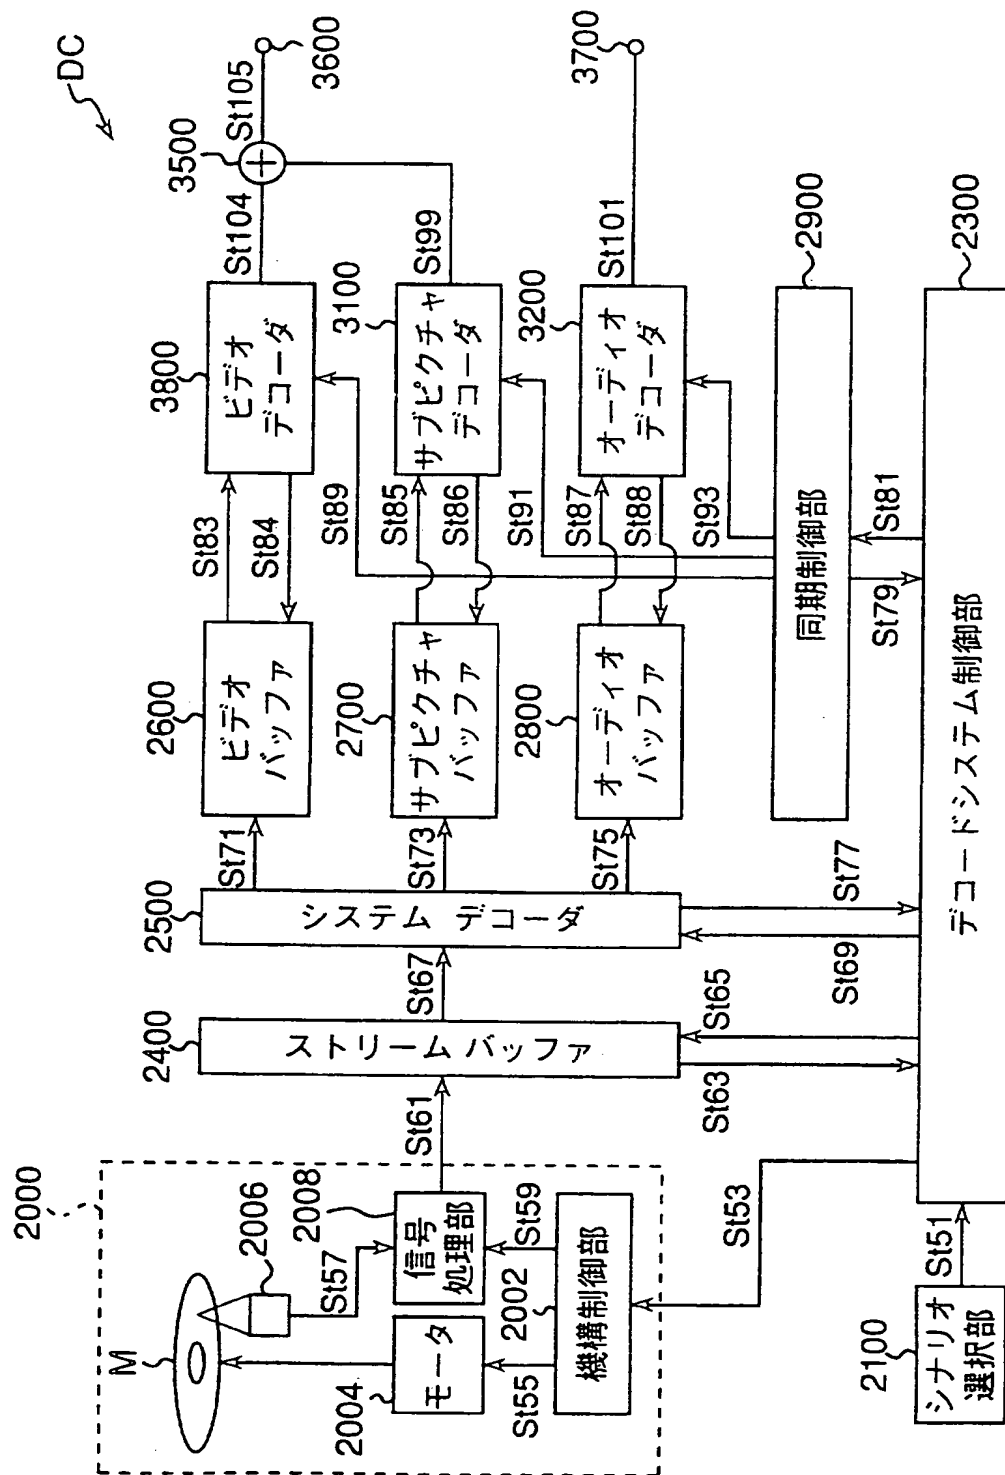 DC
2000
M
2006
2008
信号
処理部
St57
2004
モータ
St55
2002
St59
機構制御部
St53
2100
シナリオ
選択部
St51
St61
2400
ストリーム バッファ
St63
St65
St67
2500
システム デコーダ
St69
St77
St71
St73
St75
2600
ビデオ
バッファ
2700
サブピクチャ
バッファ
2800
オーディオ
バッファ
St83
St84
St89
St85
St86
St91
St87
St88
St93
3800
ビデオ
デコーダ
3100
サブピクチャ
デコーダ
3200
オーディオ
デコーダ
St104
3500
St105
3600
St99
St101
3700
2900
同期制御部
St79
St81
2300
デコードシステム制御部